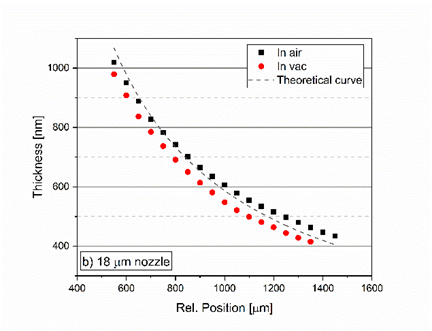 In air
In vac
Theoretical curve
1000
800
600
400
Thickness [nm]
b) 18 μm nozzle
400 600 800 1000 1200 1400 1600
Rel. Position [μm]